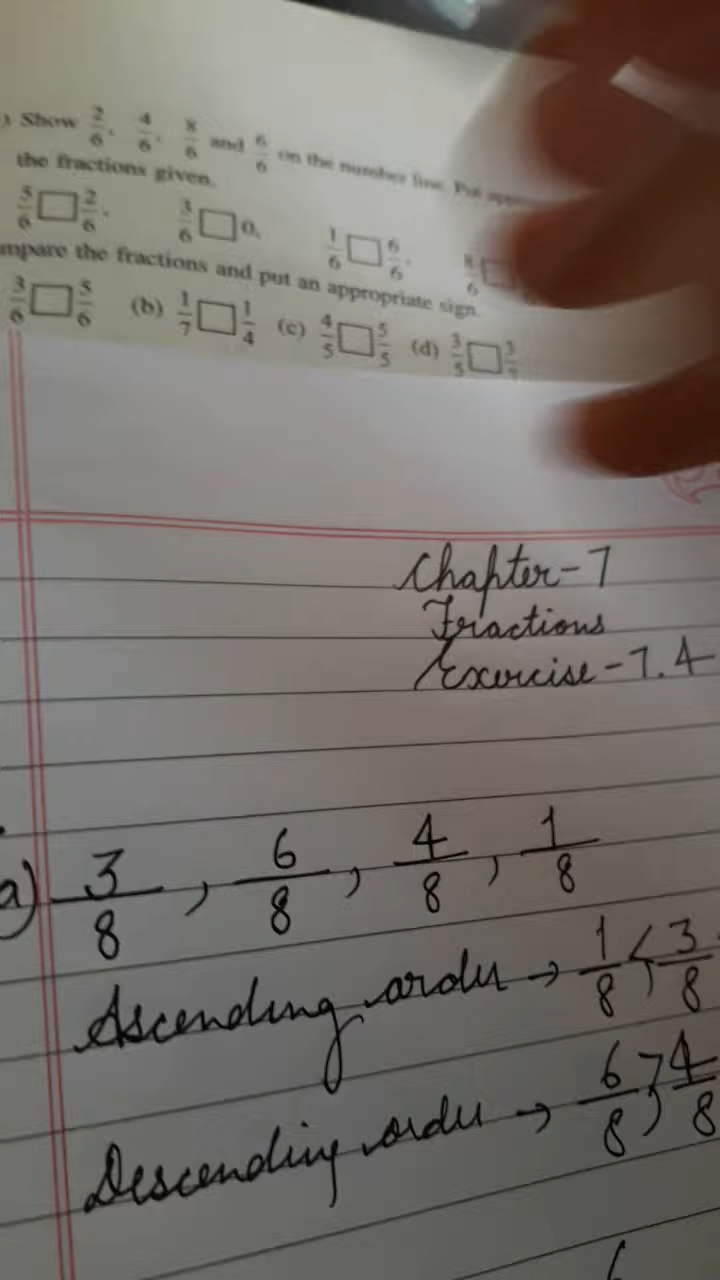 Show 2/6, 4/6, 8/6 and 6/6 on the number line. Put
the fractions given.
5/6 □ 2/6, 3/6 □ 0, 1/6 □ 6/6, 8/6 □
mpare the fractions and put an appropriate sign.
3/6 □ 5/6 (b) 1/7 □ 1/4 (c) 4/5 □ 5/5 (d) 3/5 □ 3/7
Chapter-7
Fractions
Exercise-7.4
a) 3/8, 6/8, 4/8, 1/8
Ascending order → 1/8 < 3/8
Descending order → 6/8 > 4/8